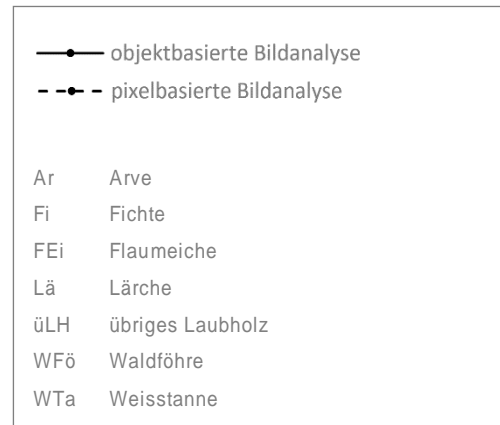 objektbasierte Bildanalyse
pixelbasierte Bildanalyse
Ar Arve
Fi Fichte
FEi Flaumeiche
Lä Lärche
üLH übriges Laubholz
WFö Waldföhre
WTa Weisstanne